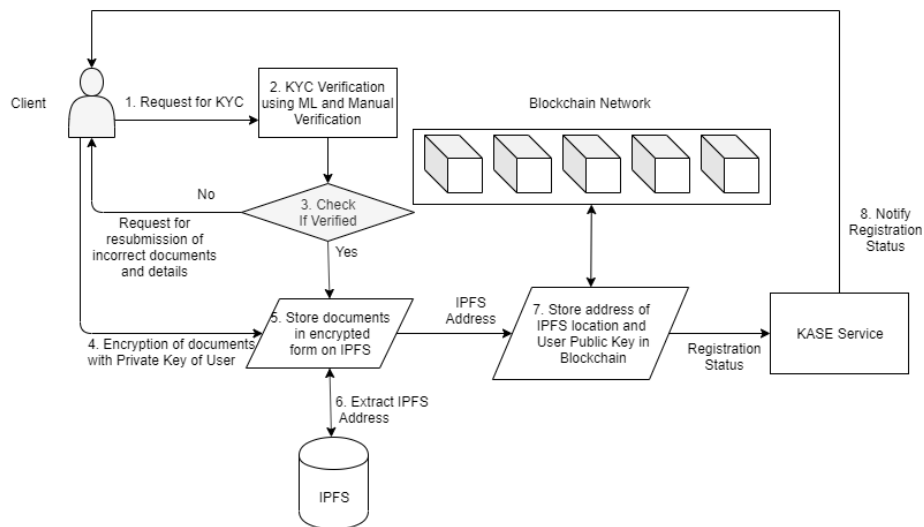 Client
1. Request for KYC
2. KYC Verification
using ML and Manual
Verification
Blockchain Network
No
3. Check
If Verified
Request for
resubmission of
incorrect documents
and details
Yes
8. Notify
Registration
Status
4. Encryption of documents
with Private Key of User
5. Store documents
in encrypted
form on IPFS
IPFS
Address
7. Store address of
IPFS location and
User Public Key in
Blockchain
Registration
Status
KASE Service
6. Extract IPFS
Address
IPFS